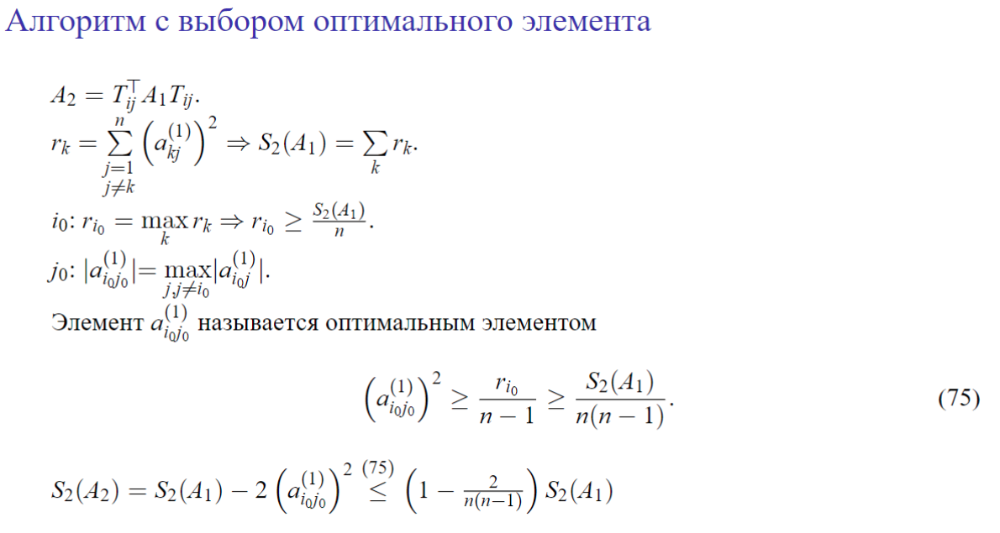 Алгоритм с выбором оптимального элемента
$A_2 = T_{ij}^{\top} A_1 T_{ij}.$
$r_k = \sum_{\substack{j=1 \\ j \neq k}}^{n} \left(a_{kj}^{(1)}\right)^2 \Rightarrow S_2(A_1) = \sum_k r_k.$
$i_0$: $r_{i_0} = \max_k r_k \Rightarrow r_{i_0} \geq \frac{S_2(A_1)}{n}.$
$j_0$: $|a_{i_0 j_0}^{(1)}| = \max_{j, j \neq i_0} |a_{i_0 j}^{(1)}|.$
Элемент $a_{i_0 j_0}^{(1)}$ называется оптимальным элементом
$\left(a_{i_0 j_0}^{(1)}\right)^2 \geq \frac{r_{i_0}}{n-1} \geq \frac{S_2(A_1)}{n(n-1)}.$ (75)
$S_2(A_2) = S_2(A_1) - 2\left(a_{i_0 j_0}^{(1)}\right)^2 \overset{(75)}{\leq} \left(1 - \frac{2}{n(n-1)}\right) S_2(A_1)$